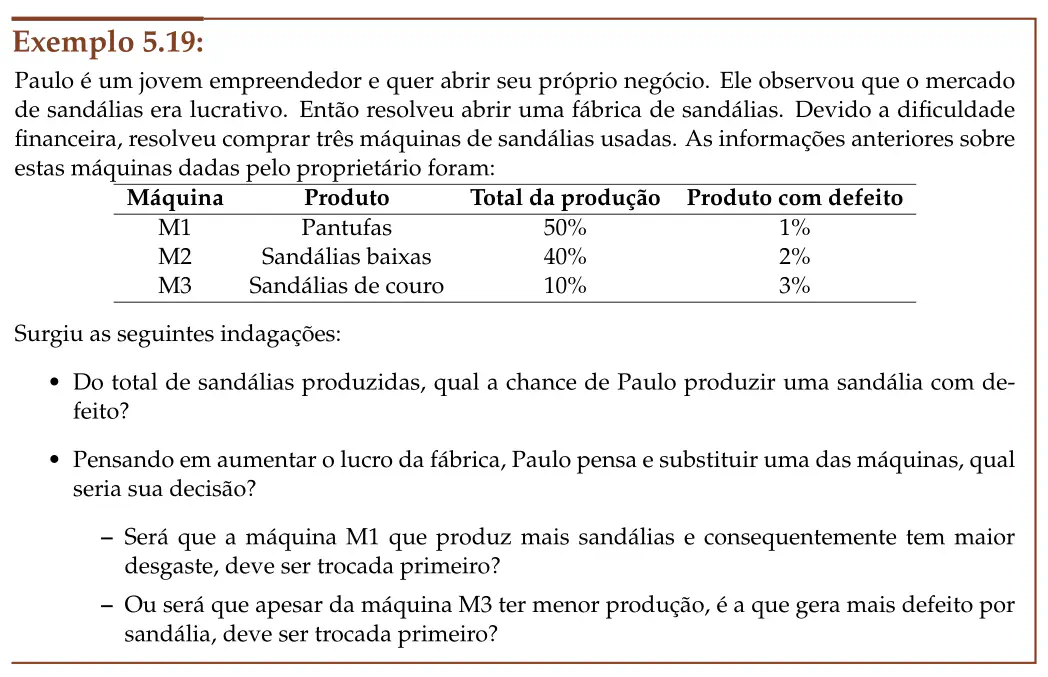 Exemplo 5.19:
Paulo é um jovem empreendedor e quer abrir seu próprio negócio. Ele observou que o mercado
de sandálias era lucrativo. Então resolveu abrir uma fábrica de sandálias. Devido a dificuldade
financeira, resolveu comprar três máquinas de sandálias usadas. As informações anteriores sobre
estas máquinas dadas pelo proprietário foram:
Máquina Produto Total da produção Produto com defeito
M1 Pantufas 50% 1%
M2 Sandálias baixas 40% 2%
M3 Sandálias de couro 10% 3%
Surgiu as seguintes indagações:
• Do total de sandálias produzidas, qual a chance de Paulo produzir uma sandália com de-
feito?
• Pensando em aumentar o lucro da fábrica, Paulo pensa e substituir uma das máquinas, qual
seria sua decisão?
– Será que a máquina M1 que produz mais sandálias e consequentemente tem maior
desgaste, deve ser trocada primeiro?
– Ou será que apesar da máquina M3 ter menor produção, é a que gera mais defeito por
sandália, deve ser trocada primeiro?